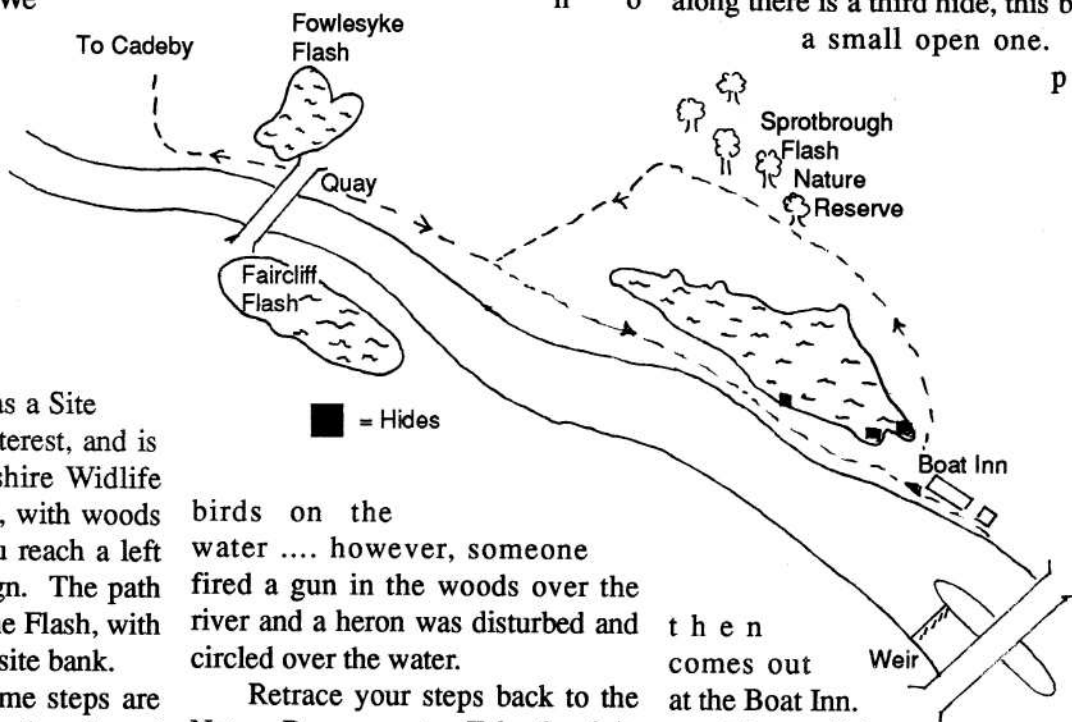 we
along there is a third hide, this b
a small open one.
p
To Cadeby
Fowlesyke
Flash
Sprotbrough
Flash
Nature
Reserve
Quay
Faircliff
Flash
= Hides
Boat Inn
Weir
as a Site
terest, and is
shire Widlife
, with woods
u reach a left
gn. The path
e Flash, with
site bank.
me steps are
birds on the
water .... however, someone
fired a gun in the woods over the
river and a heron was disturbed and
circled over the water.
Retrace your steps back to the
then
comes out
at the Boat Inn.